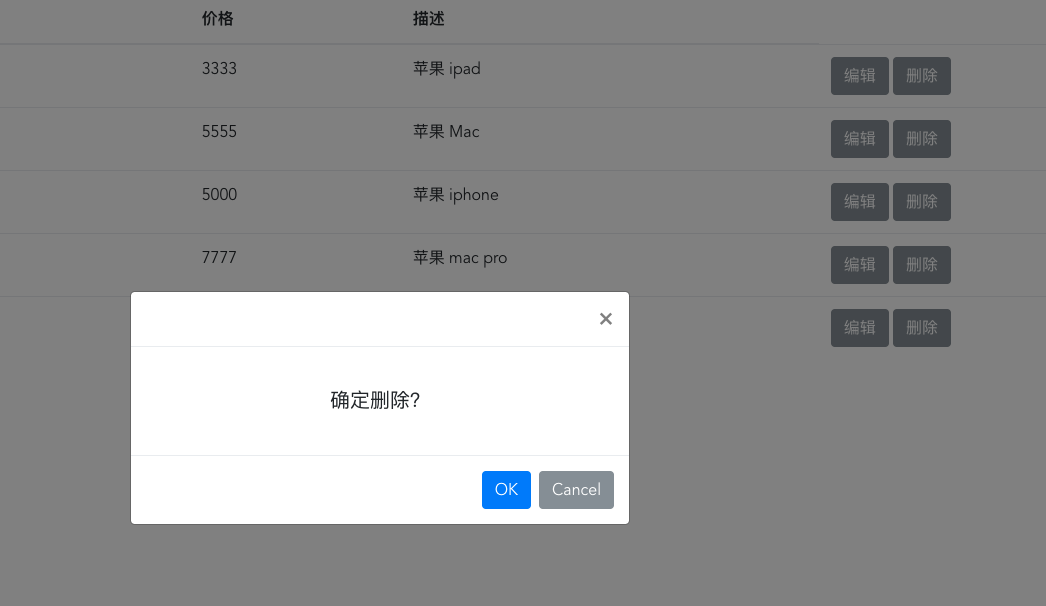 价格 描述
3333 苹果 ipad 编辑 删除
5555 苹果 Mac 编辑 删除
5000 苹果 iphone 编辑 删除
7777 苹果 mac pro 编辑 删除
×
编辑 删除
确定删除?
OK Cancel